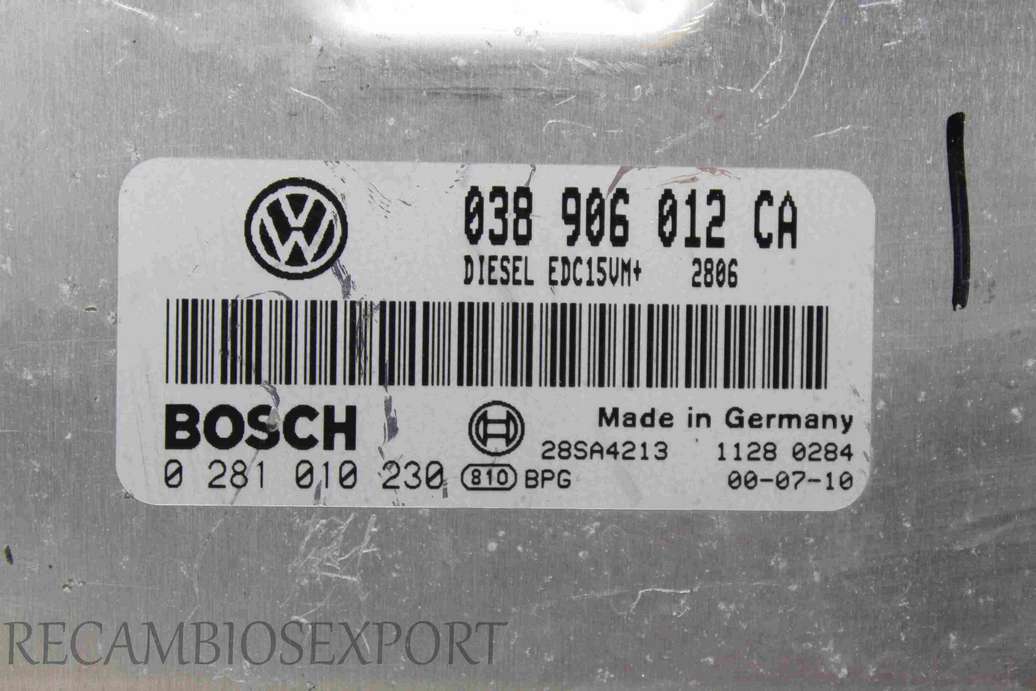 038 906 012 CA
DIESEL EDC15VM+ 2806
BOSCH
Made in Germany
28SA4213 1128 0284
0 281 010 230 810 BPG 00-07-10
RECAMBIOSEXPORT